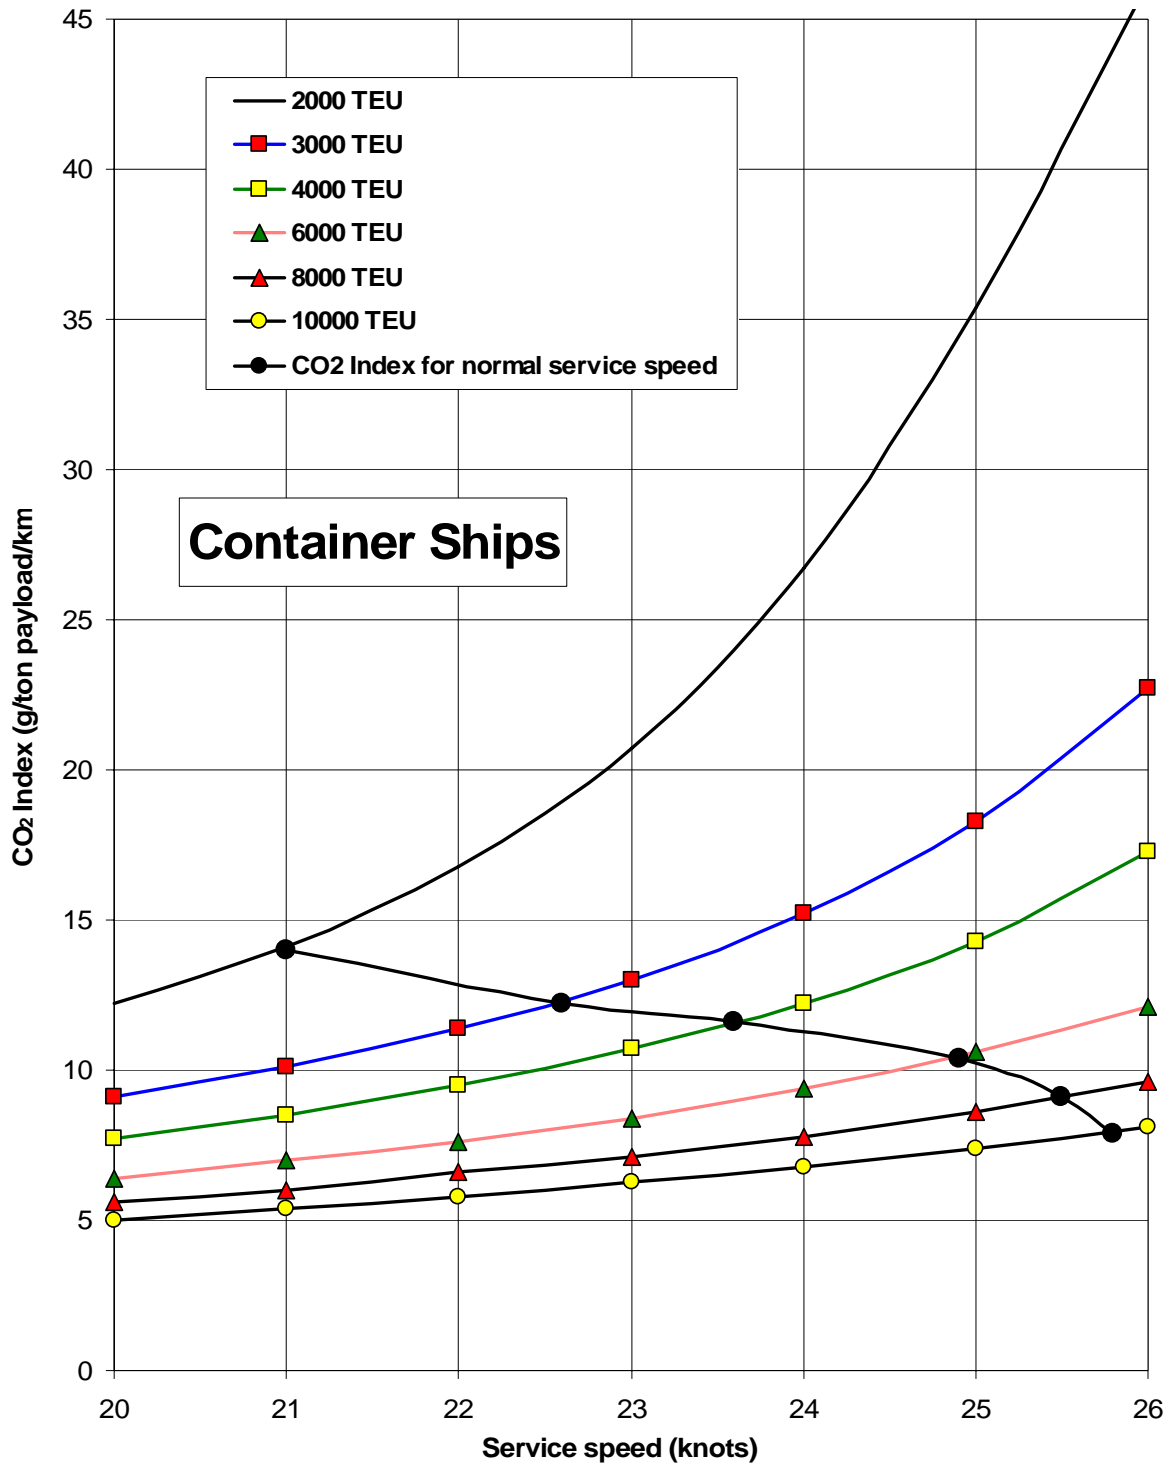 45
40
35
30
25
20
15
10
5
0
CO₂ Index (g/ton payload/km
2000 TEU
3000 TEU
4000 TEU
6000 TEU
8000 TEU
10000 TEU
CO2 Index for normal service speed
Container Ships
20 21 22 23 24 25 26
Service speed (knots)